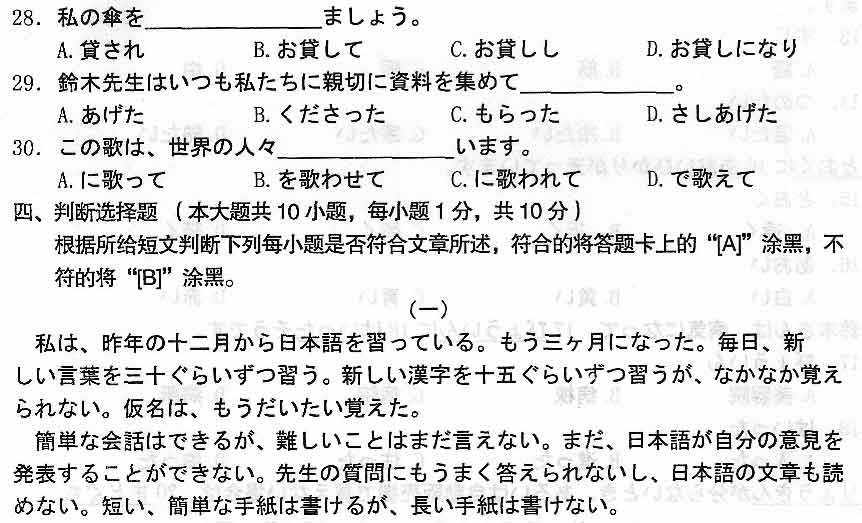 28. 私の傘を＿＿＿＿＿＿＿＿ましょう。
A. 貸され B. お貸して C. お貸しし D. お貸しになり
29. 鈴木先生はいつも私たちに親切に資料を集めて＿＿＿＿＿＿＿。
A. あげた B. くださった C. もらった D. さしあげた
30. この歌は、世界の人々＿＿＿＿＿＿＿＿います。
A. に歌って B. を歌わせて C. に歌われて D. で歌えて
四、判断选择题（本大题共 10 小题，每小题 1 分，共 10 分）
根据所给短文判断下列每小题是否符合文章所述，符合的将答题卡上的“[A]”涂黑，不
符的将“[B]”涂黑。
（一）
私は、昨年の十二月から日本語を習っている。もう三ヶ月になった。毎日、新
しい言葉を三十ぐらいずつ習う。新しい漢字を十五ぐらいずつ習うが、なかなか覚え
られない。仮名は、もうだいたい覚えた。
簡単な会話はできるが、難しいことはまだ言えない。まだ、日本語が自分の意見を
発表することができない。先生の質問にもうまく答えられないし、日本語の文章も読
めない。短い、簡単な手紙は書けるが、長い手紙は書けない。